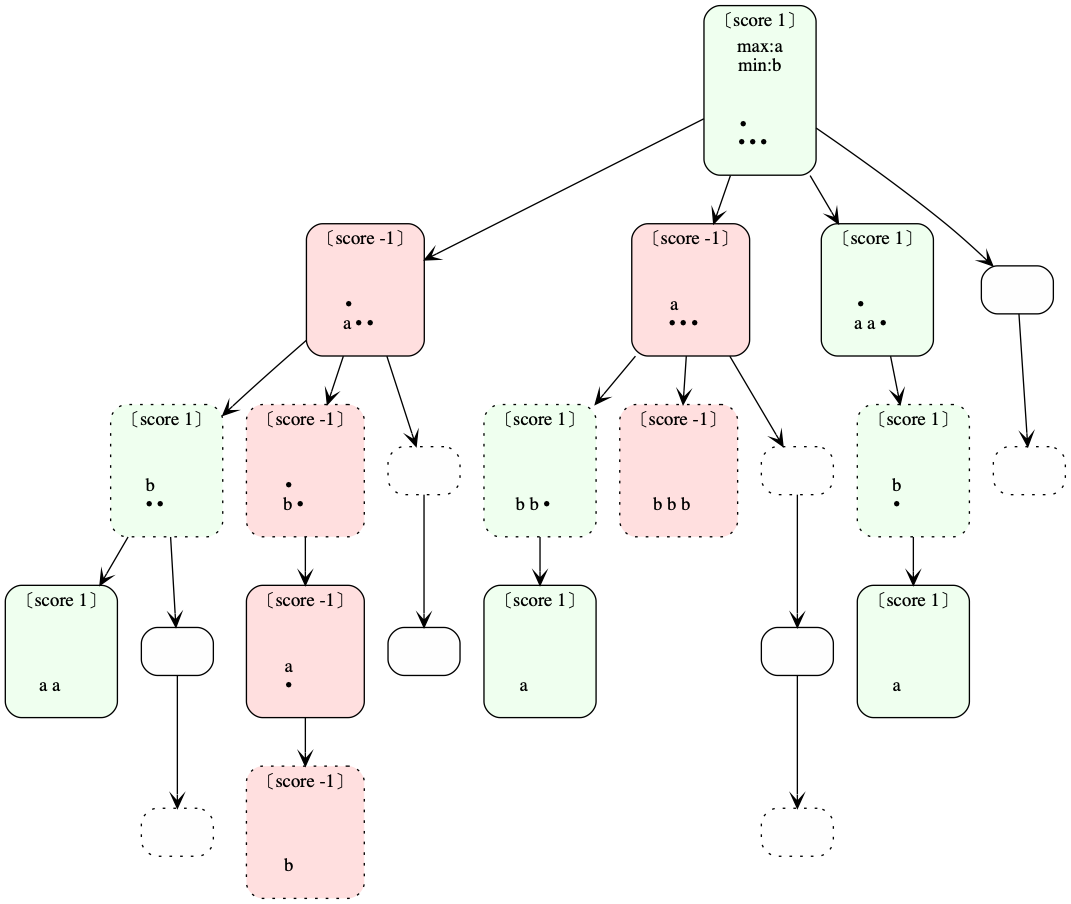 〔score 1〕
max:a
min:b
•
•••
〔score -1〕
•
a••
〔score -1〕
a
•••
〔score 1〕
•
a a •
〔score 1〕
b
••
〔score -1〕
•
b•
〔score 1〕
b b •
〔score -1〕
b b b
〔score 1〕
b
•
〔score 1〕
a a
〔score -1〕
a
•
〔score 1〕
a
〔score 1〕
a
〔score -1〕
b